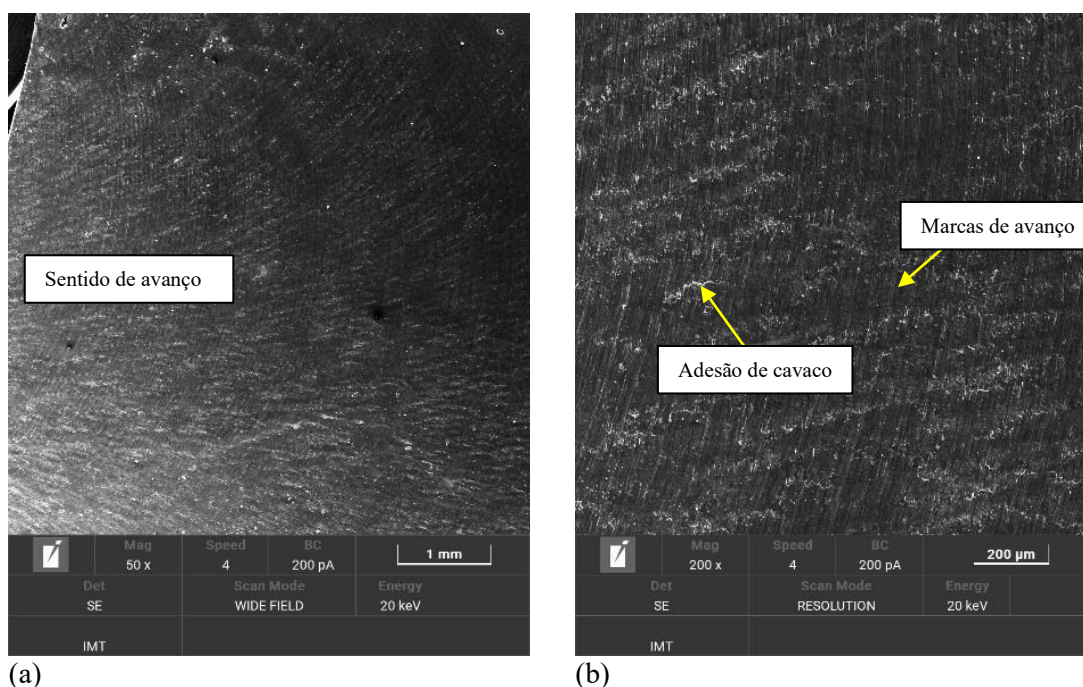 Sentido de avanço
Mag Speed BC
50 x 4 200 pA 1 mm
Det Scan Mode Energy
SE WIDE FIELD 20 keV
IMT
(a)
Marcas de avanço
Adesão de cavaco
Mag Speed BC
200 x 4 200 pA 200 µm
Det Scan Mode Energy
SE RESOLUTION 20 keV
IMT
(b)